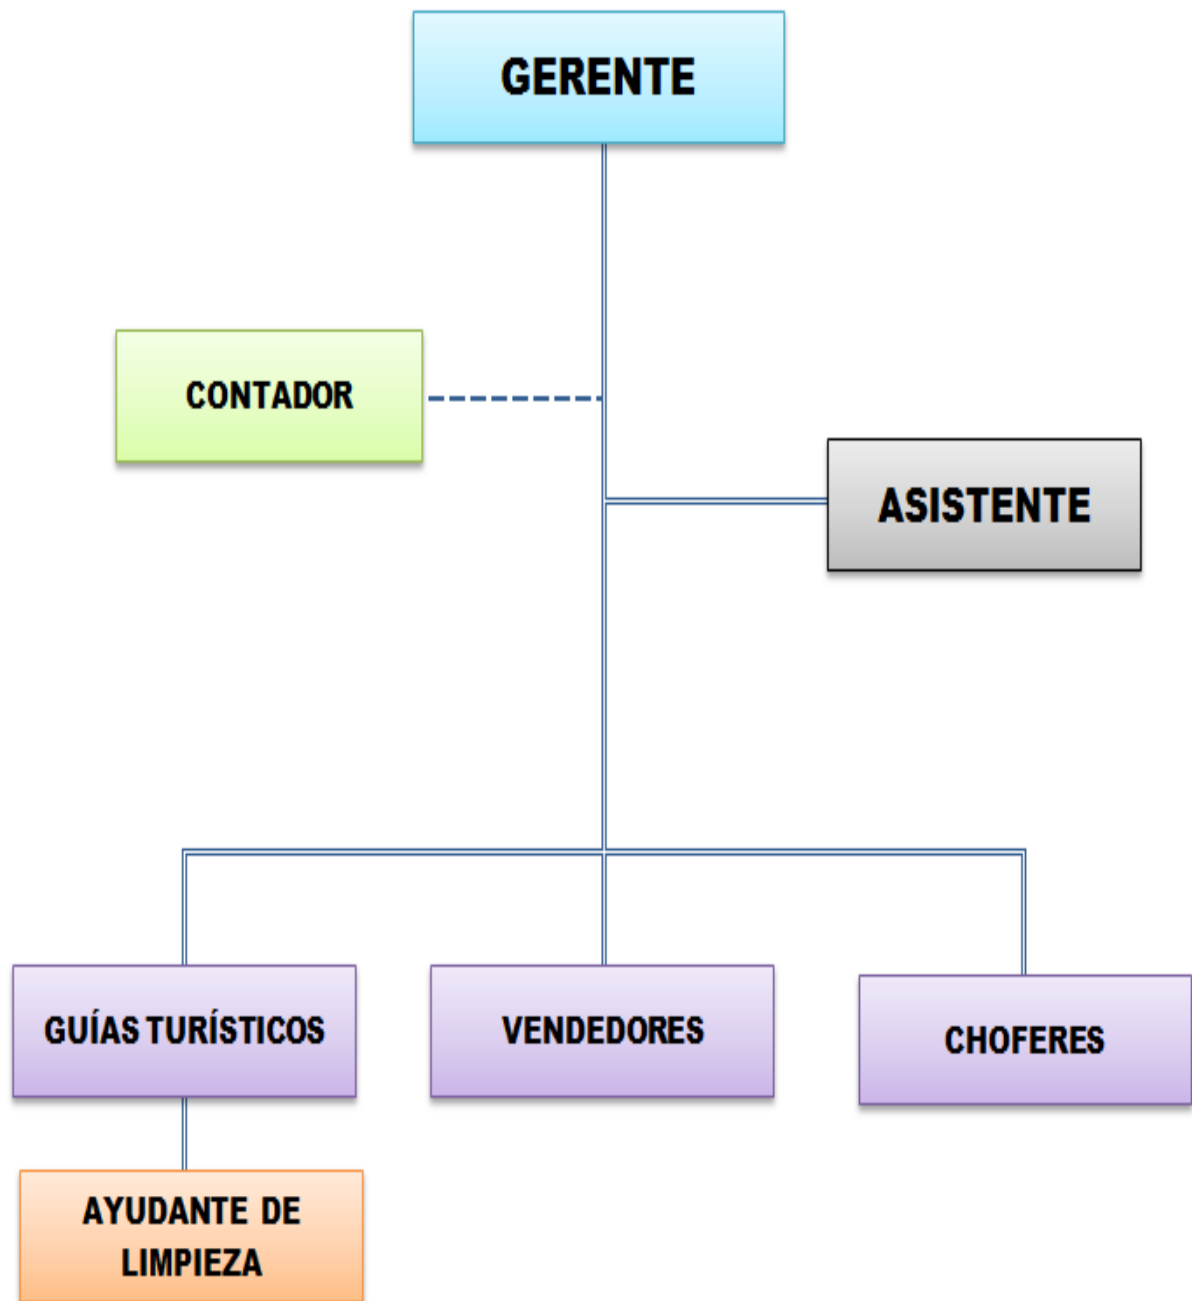 GERENTE
CONTADOR
ASISTENTE
GUÍAS TURÍSTICOS
VENDEDORES
CHOFERES
AYUDANTE DE
LIMPIEZA